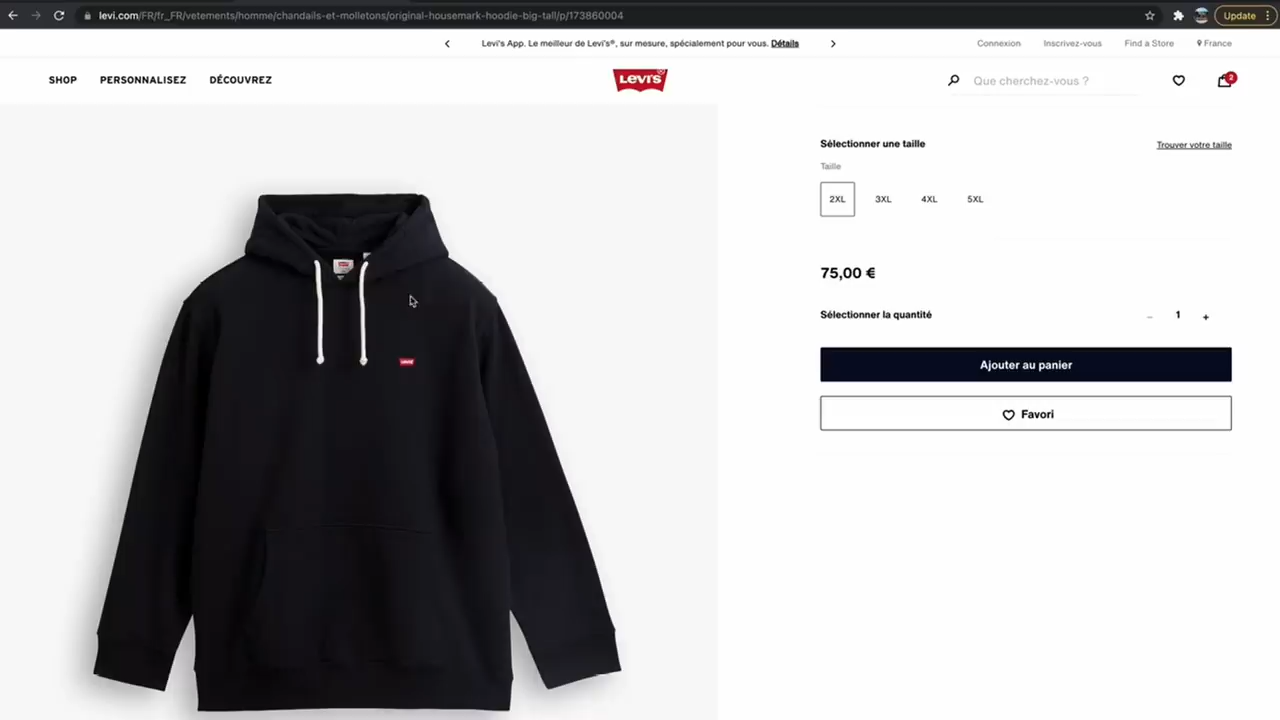 levi.com/FR/fr_FR/vetements/homme/chandails-et-molletons/original-housemark-hoodie-big-tall/p/173860004
Update
Levi's App. Le meilleur de Levi's®, sur mesure, spécialement pour vous. Détails
Connexion
Inscrivez-vous
Find a Store
France
SHOP
PERSONNALISEZ
DÉCOUVREZ
Levi's
Que cherchez-vous ?
2
Sélectionner une taille
Trouver votre taille
Taille
2XL
3XL
4XL
5XL
75,00 €
Sélectionner la quantité
− 1 +
Ajouter au panier
Favori
Levi's